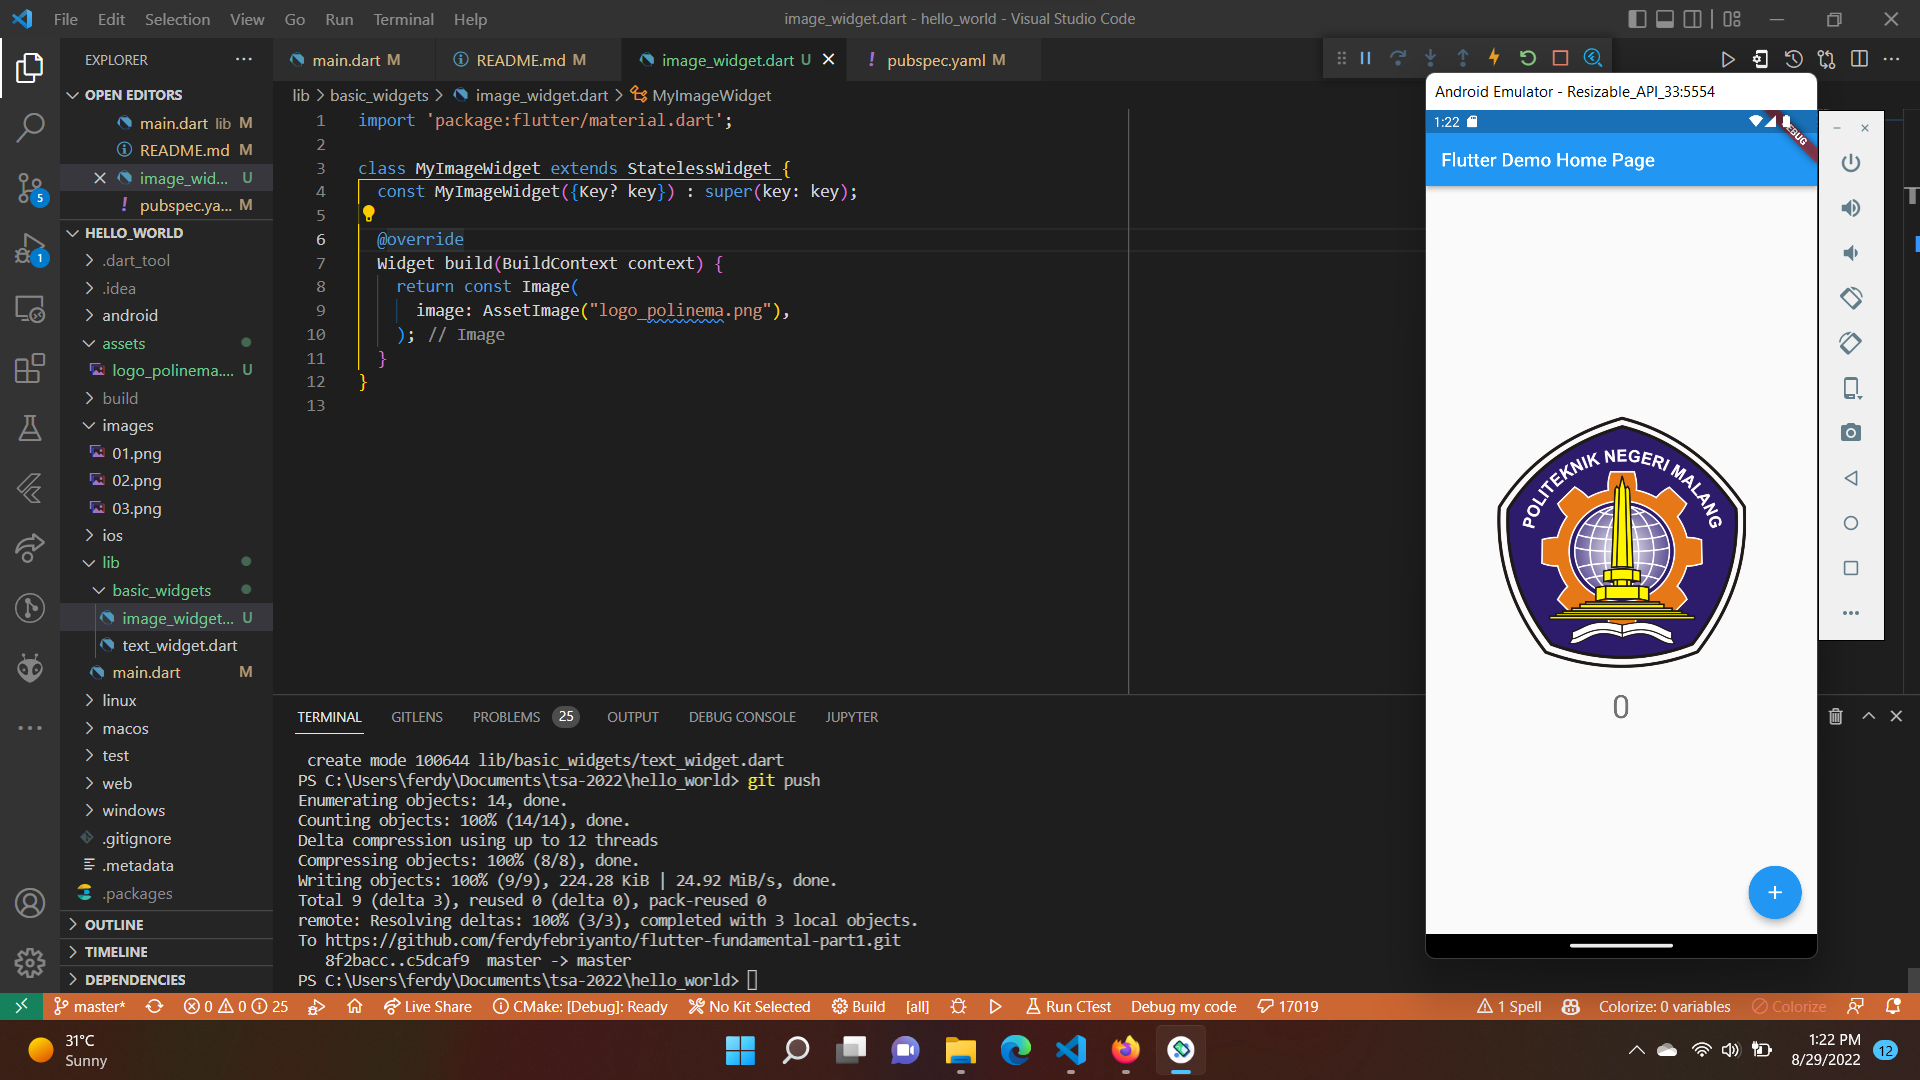 File Edit Selection View Go Run Terminal Help
image_widget.dart - hello_world - Visual Studio Code
EXPLORER
OPEN EDITORS
main.dart lib M
README.md M
image_wid... U
pubspec.ya... M
HELLO_WORLD
.dart_tool
.idea
android
assets
logo_polinema.... U
build
images
01.png
02.png
03.png
ios
lib
basic_widgets
image_widget... U
text_widget.dart
main.dart M
linux
macos
test
web
windows
.gitignore
.metadata
.packages
OUTLINE
TIMELINE
DEPENDENCIES
5
1
main.dart M
README.md M
image_widget.dart U
pubspec.yaml M
lib > basic_widgets > image_widget.dart > MyImageWidget
1 import 'package:flutter/material.dart';
2
3 class MyImageWidget extends StatelessWidget {
4 const MyImageWidget({Key? key}) : super(key: key);
5
6 @override
7 Widget build(BuildContext context) {
8 return const Image(
9 image: AssetImage("logo_polinema.png"),
10 ); // Image
11 }
12 }
13
TERMINAL GITLENS PROBLEMS 25 OUTPUT DEBUG CONSOLE JUPYTER
create mode 100644 lib/basic_widgets/text_widget.dart
PS C:\Users\ferdy\Documents\tsa-2022\hello_world> git push
Enumerating objects: 14, done.
Counting objects: 100% (14/14), done.
Delta compression using up to 12 threads
Compressing objects: 100% (8/8), done.
Writing objects: 100% (9/9), 224.28 KiB | 24.92 MiB/s, done.
Total 9 (delta 3), reused 0 (delta 0), pack-reused 0
remote: Resolving deltas: 100% (3/3), completed with 3 local objects.
To https://github.com/ferdyfebriyanto/flutter-fundamental-part1.git
8f2bacc..c5dcaf9 master -> master
PS C:\Users\ferdy\Documents\tsa-2022\hello_world>
Android Emulator - Resizable_API_33:5554
1:22
DEBUG
Flutter Demo Home Page
POLITEKNIK NEGERI MALANG
0
+
master* 0 0 25 Live Share CMake: [Debug]: Ready No Kit Selected Build [all] Run CTest Debug my code 17019 1 Spell Colorize: 0 variables Colorize
31°C
Sunny
1:22 PM
8/29/2022
12